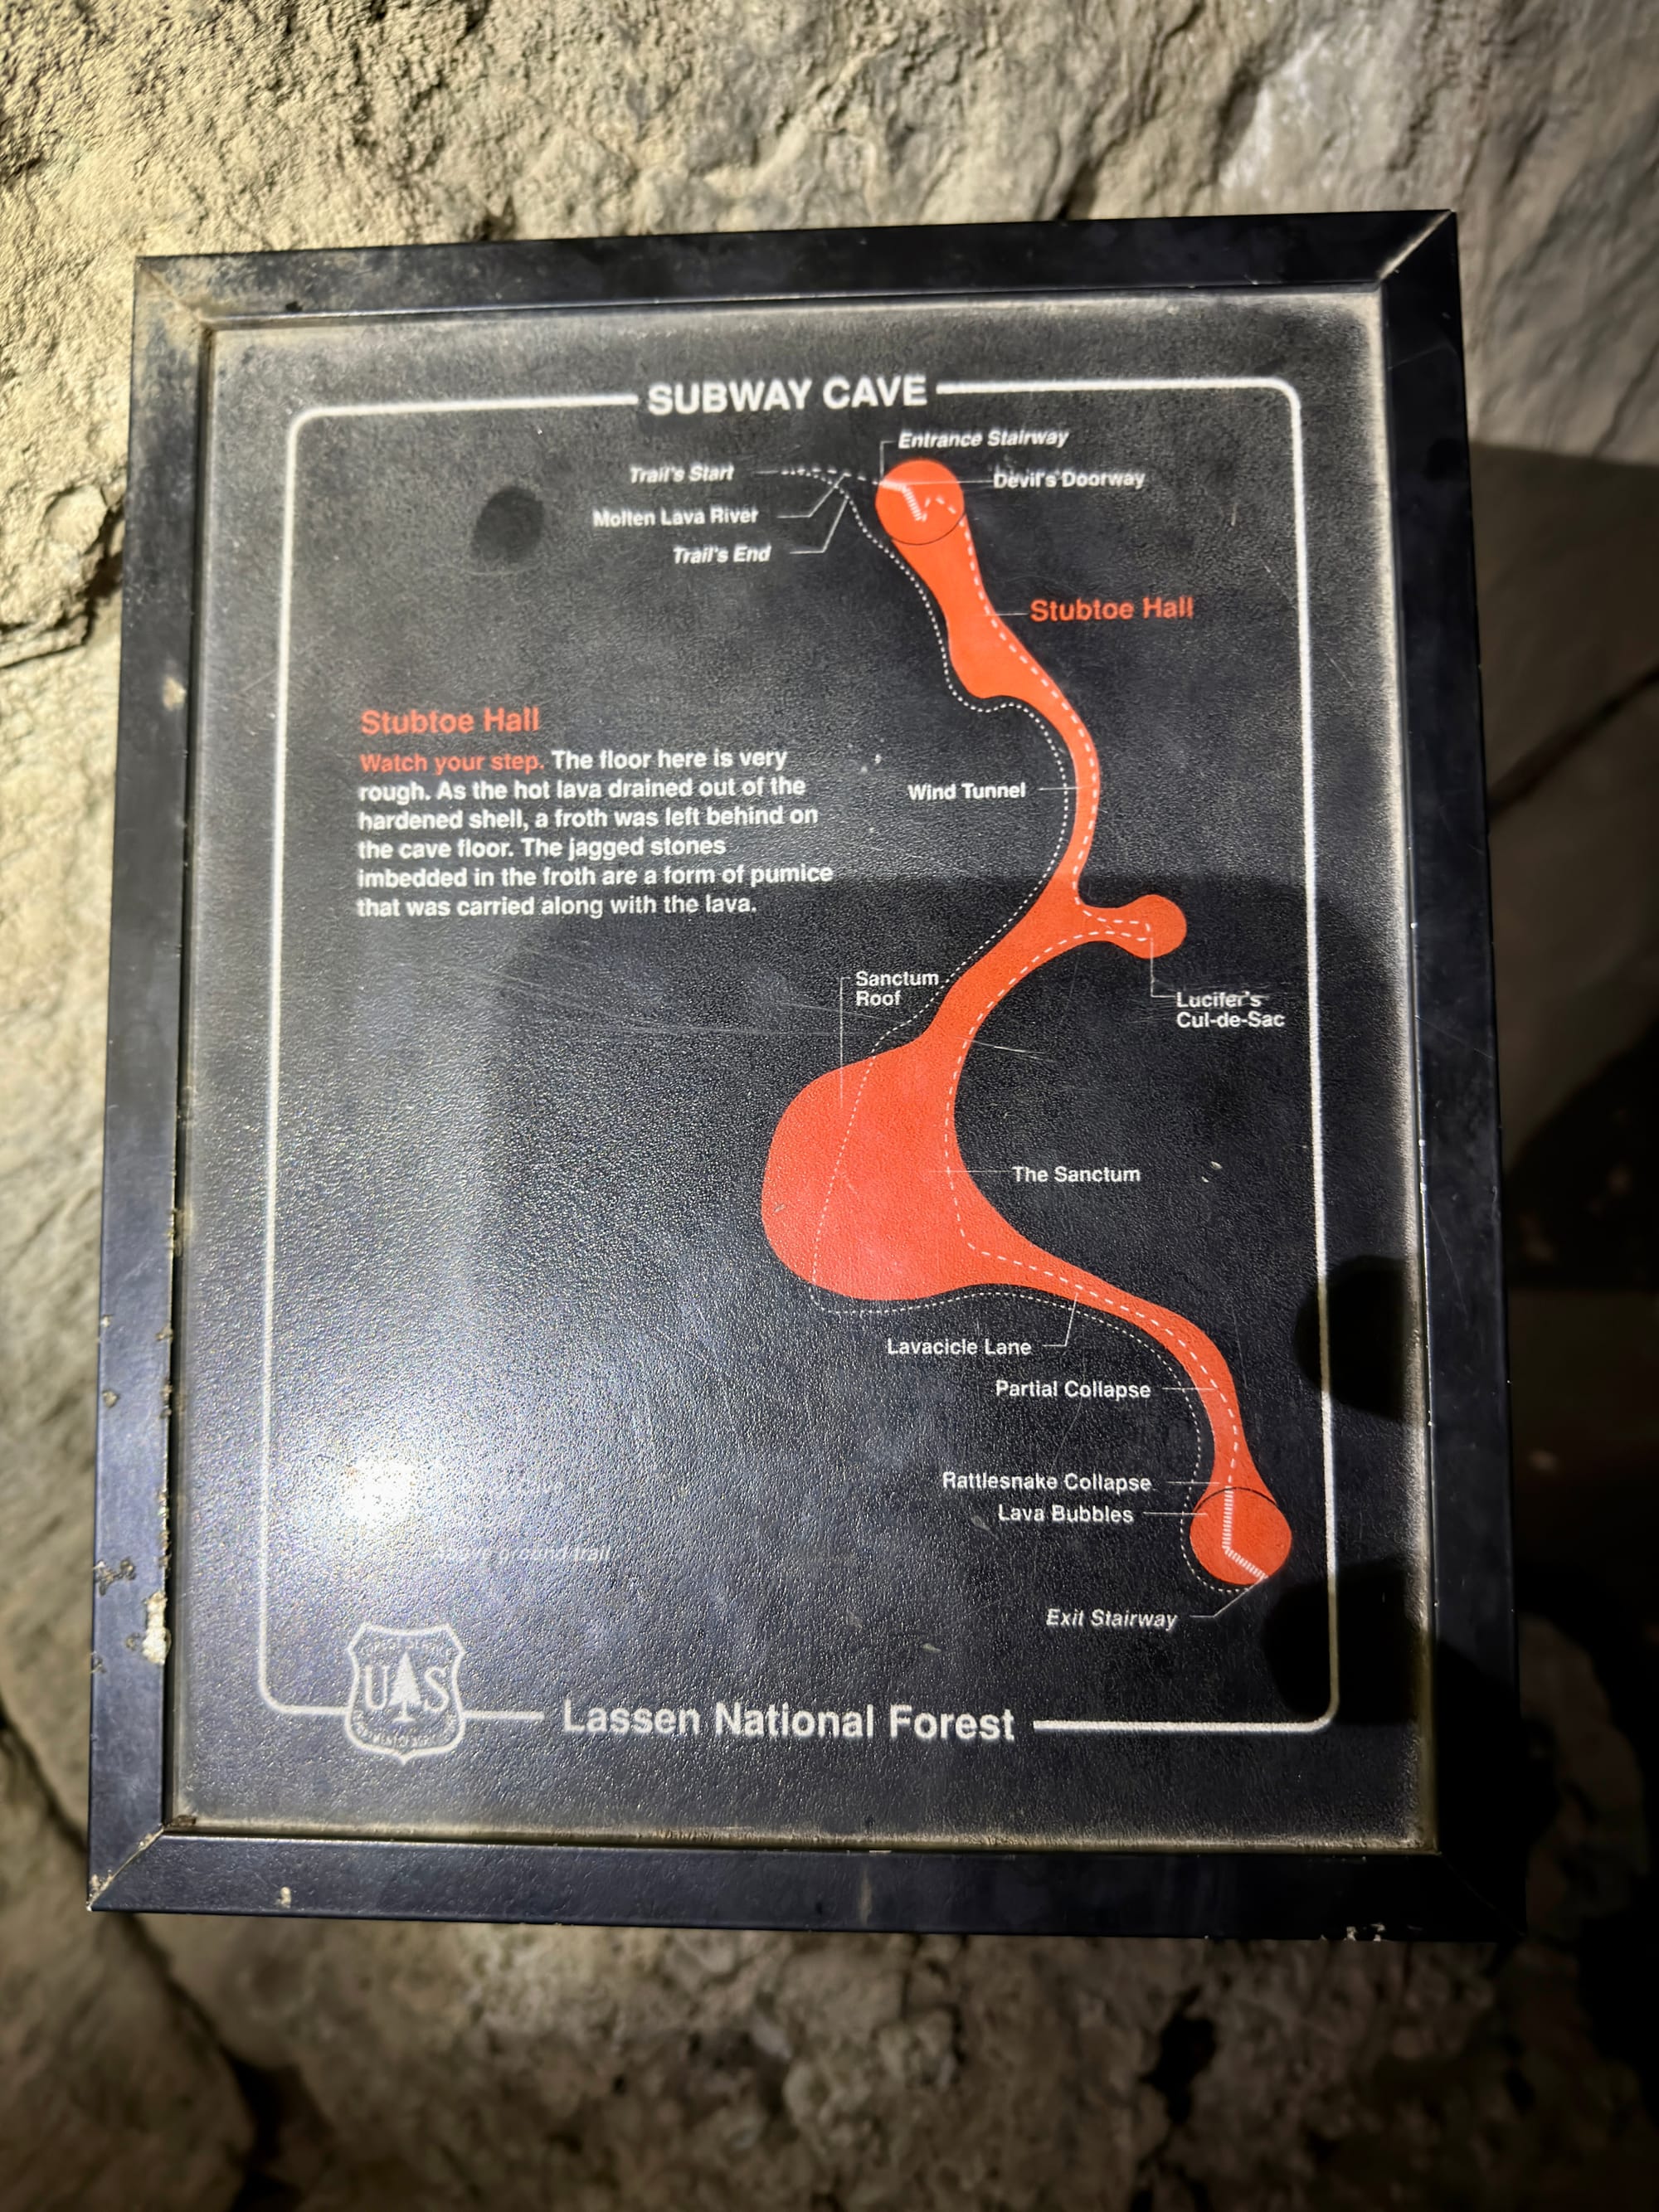 SUBWAY CAVE
Entrance Stairway
Trail's Start
Devil's Doorway
Molten Lava River
Trail's End
Stubtoe Hall
Stubtoe Hall
Watch your step. The floor here is very
rough. As the hot lava drained out of the
hardened shell, a froth was left behind on
the cave floor. The jagged stones
imbedded in the froth are a form of pumice
that was carried along with the lava.
Wind Tunnel
Sanctum
Roof
Lucifer's
Cul-de-Sac
The Sanctum
Lavacicle Lane
Partial Collapse
Rattlesnake Collapse
Lava Bubbles
ground trail
Exit Stairway
U S
Lassen National Forest